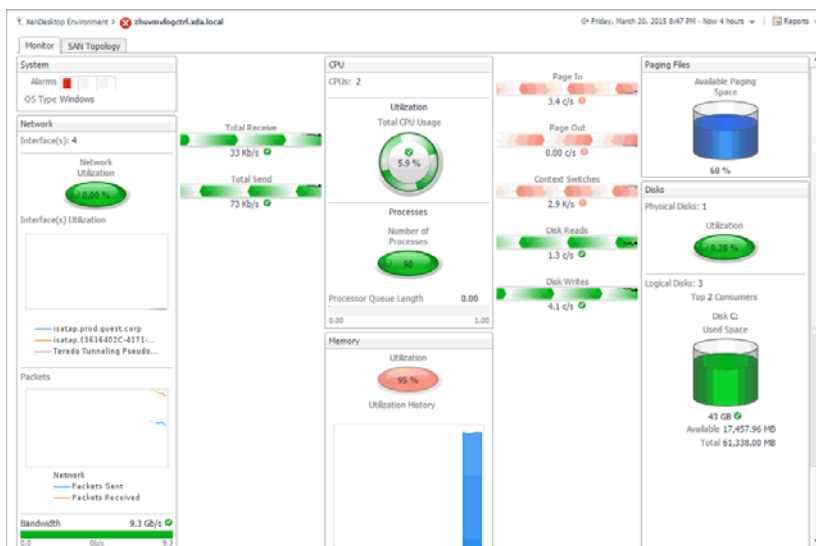 XenDesktop Environment > zhuvmvfogctrl.xda.local
Friday, March 20, 2015 8:47 PM - Now 4 hours
Reports
Monitor
SAN Topology
System
Alarms
OS Type Windows
Network
Interface(s): 4
Network
Utilization
0.00 %
Interface(s) Utilization
isatap.prod.quest.corp
isatap.{3616402C-4171-...
Teredo Tunneling Pseudo...
Packets
Network
Packets Sent
Packets Received
Bandwidth 9.3 Gb/s
0.0 Gb/s 9.3
Total Receive
33 Kb/s
Total Send
73 Kb/s
CPU
CPUs: 2
Utilization
Total CPU Usage
5.9 %
Processes
Number of
Processes
90
Processor Queue Length 0.00
0.00 1.00
Memory
Utilization
95 %
Utilization History
Page In
3.4 c/s
Page Out
0.00 c/s
Context Switches
2.9 K/s
Disk Reads
1.3 c/s
Disk Writes
4.1 c/s
Paging Files
Available Paging
Space
68 %
Disks
Physical Disks: 1
Utilization
0.28 %
Logical Disks: 3
Top 2 Consumers
Disk C:
Used Space
43 GB
Available 17,457.96 MB
Total 61,338.00 MB